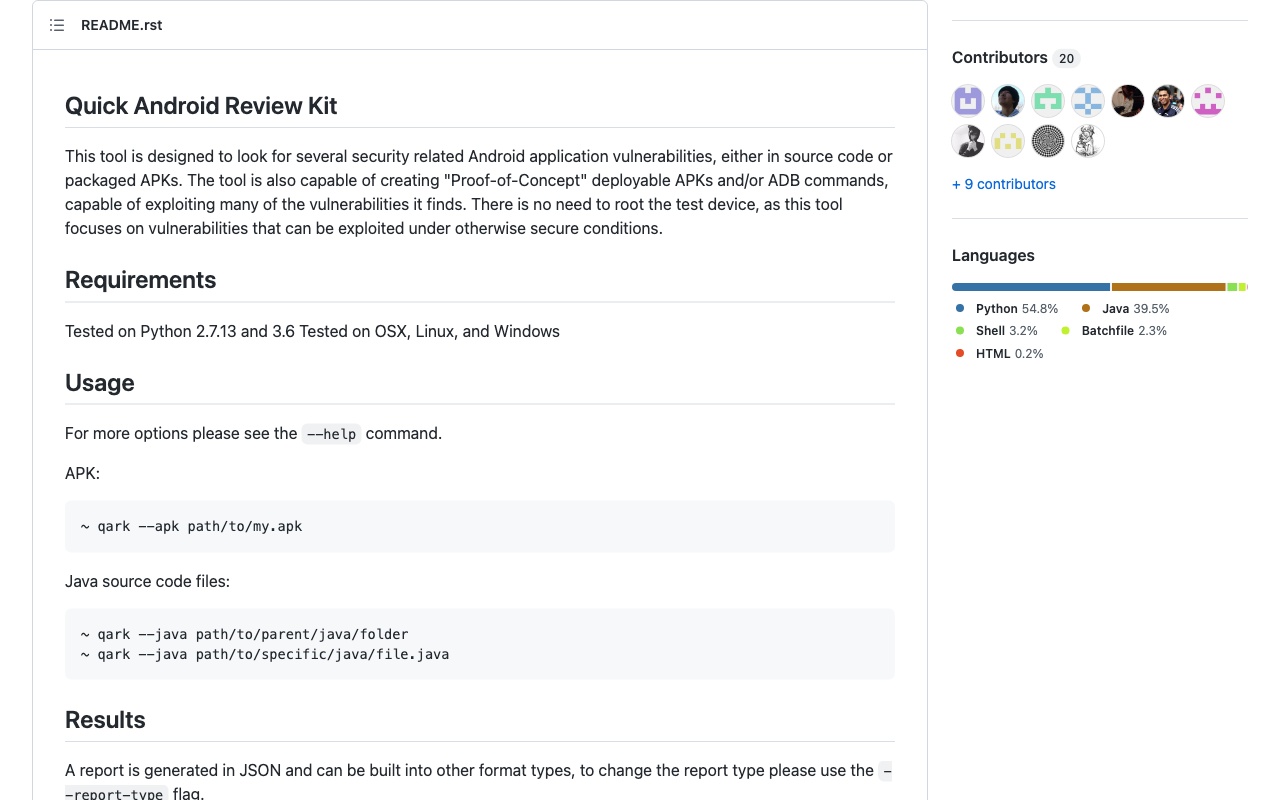 README.rst
Quick Android Review Kit
This tool is designed to look for several security related Android application vulnerabilities, either in source code or
packaged APKs. The tool is also capable of creating "Proof-of-Concept" deployable APKs and/or ADB commands,
capable of exploiting many of the vulnerabilities it finds. There is no need to root the test device, as this tool
focuses on vulnerabilities that can be exploited under otherwise secure conditions.
Requirements
Tested on Python 2.7.13 and 3.6 Tested on OSX, Linux, and Windows
Usage
For more options please see the --help command.
APK:
~ qark --apk path/to/my.apk
Java source code files:
~ qark --java path/to/parent/java/folder
~ qark --java path/to/specific/java/file.java
Results
A report is generated in JSON and can be built into other format types, to change the report type please use the -
-report-type flag.
Contributors 20
+ 9 contributors
Languages
Python 54.8% Java 39.5%
Shell 3.2% Batchfile 2.3%
HTML 0.2%